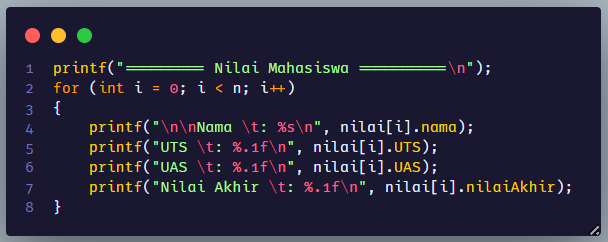 1 printf("========= Nilai Mahasiswa ==========\n");
2 for (int i = 0; i < n; i++)
3 {
4     printf("\n\nNama \t: %s\n", nilai[i].nama);
5     printf("UTS \t: %.1f\n", nilai[i].UTS);
6     printf("UAS \t: %.1f\n", nilai[i].UAS);
7     printf("Nilai Akhir \t: %.1f\n", nilai[i].nilaiAkhir);
8 }